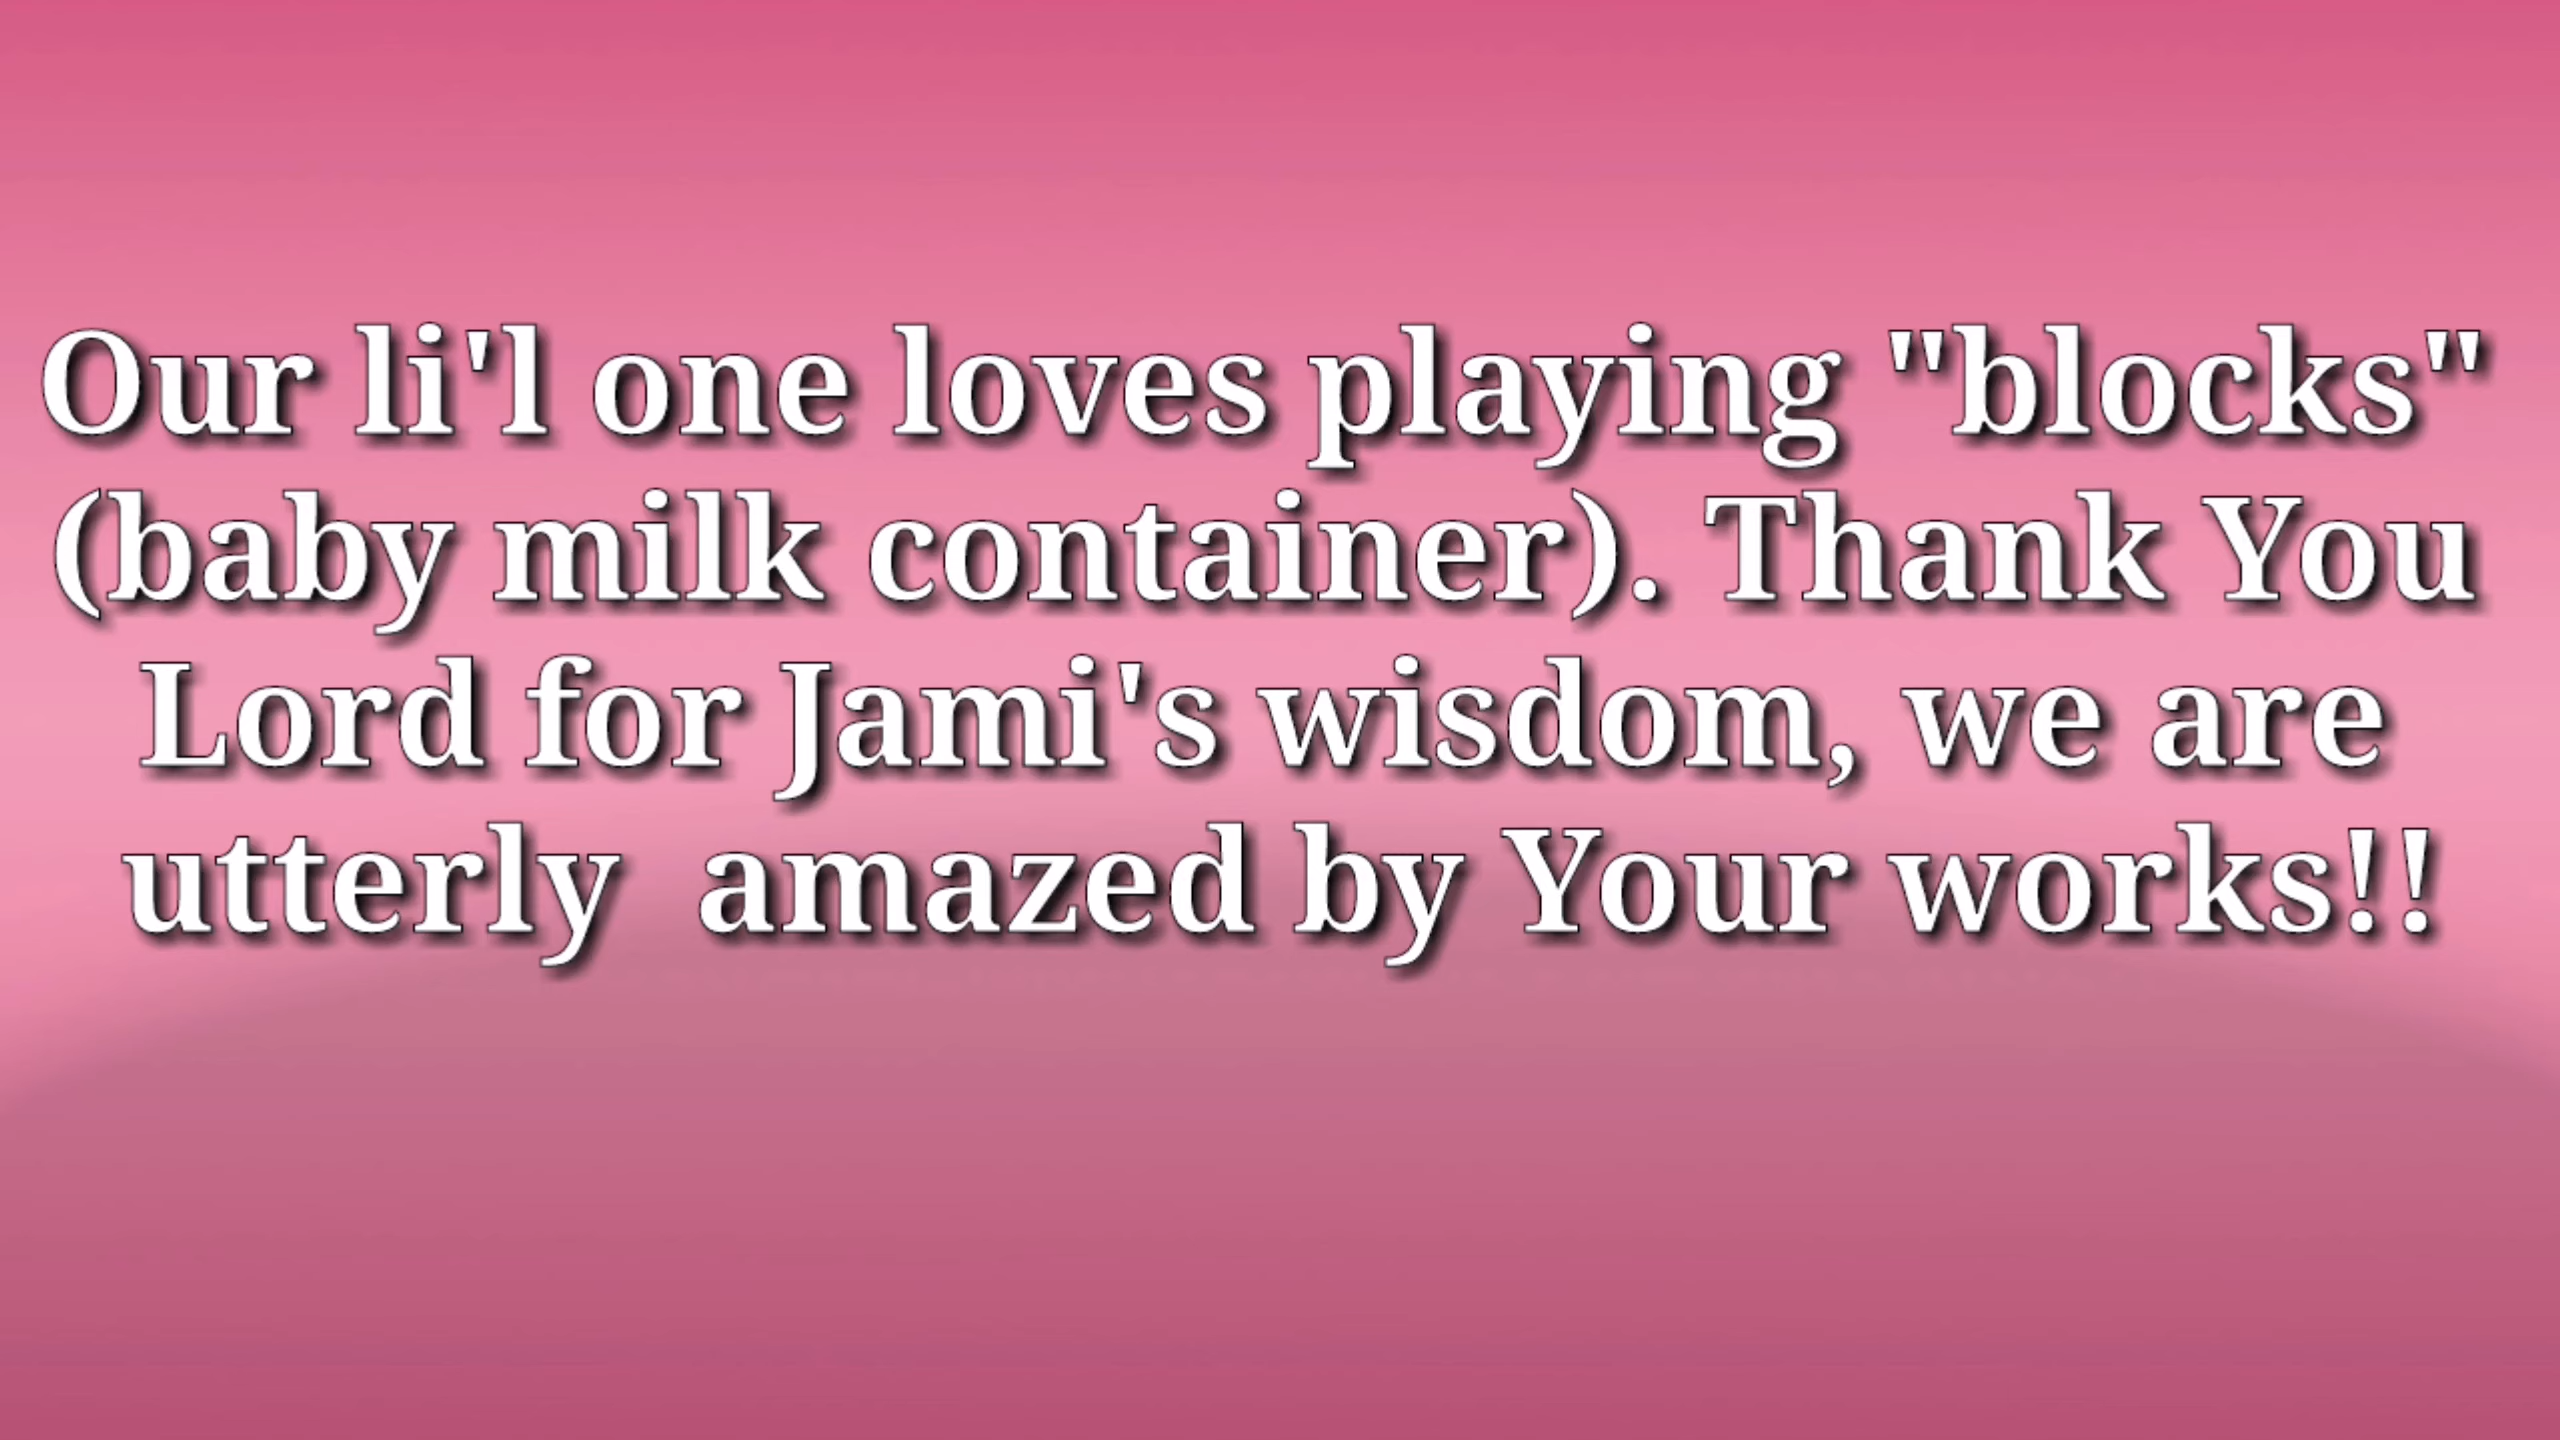 Our li'l one loves playing "blocks"
(baby milk container). Thank You
Lord for Jami's wisdom, we are
utterly  amazed by Your works!!